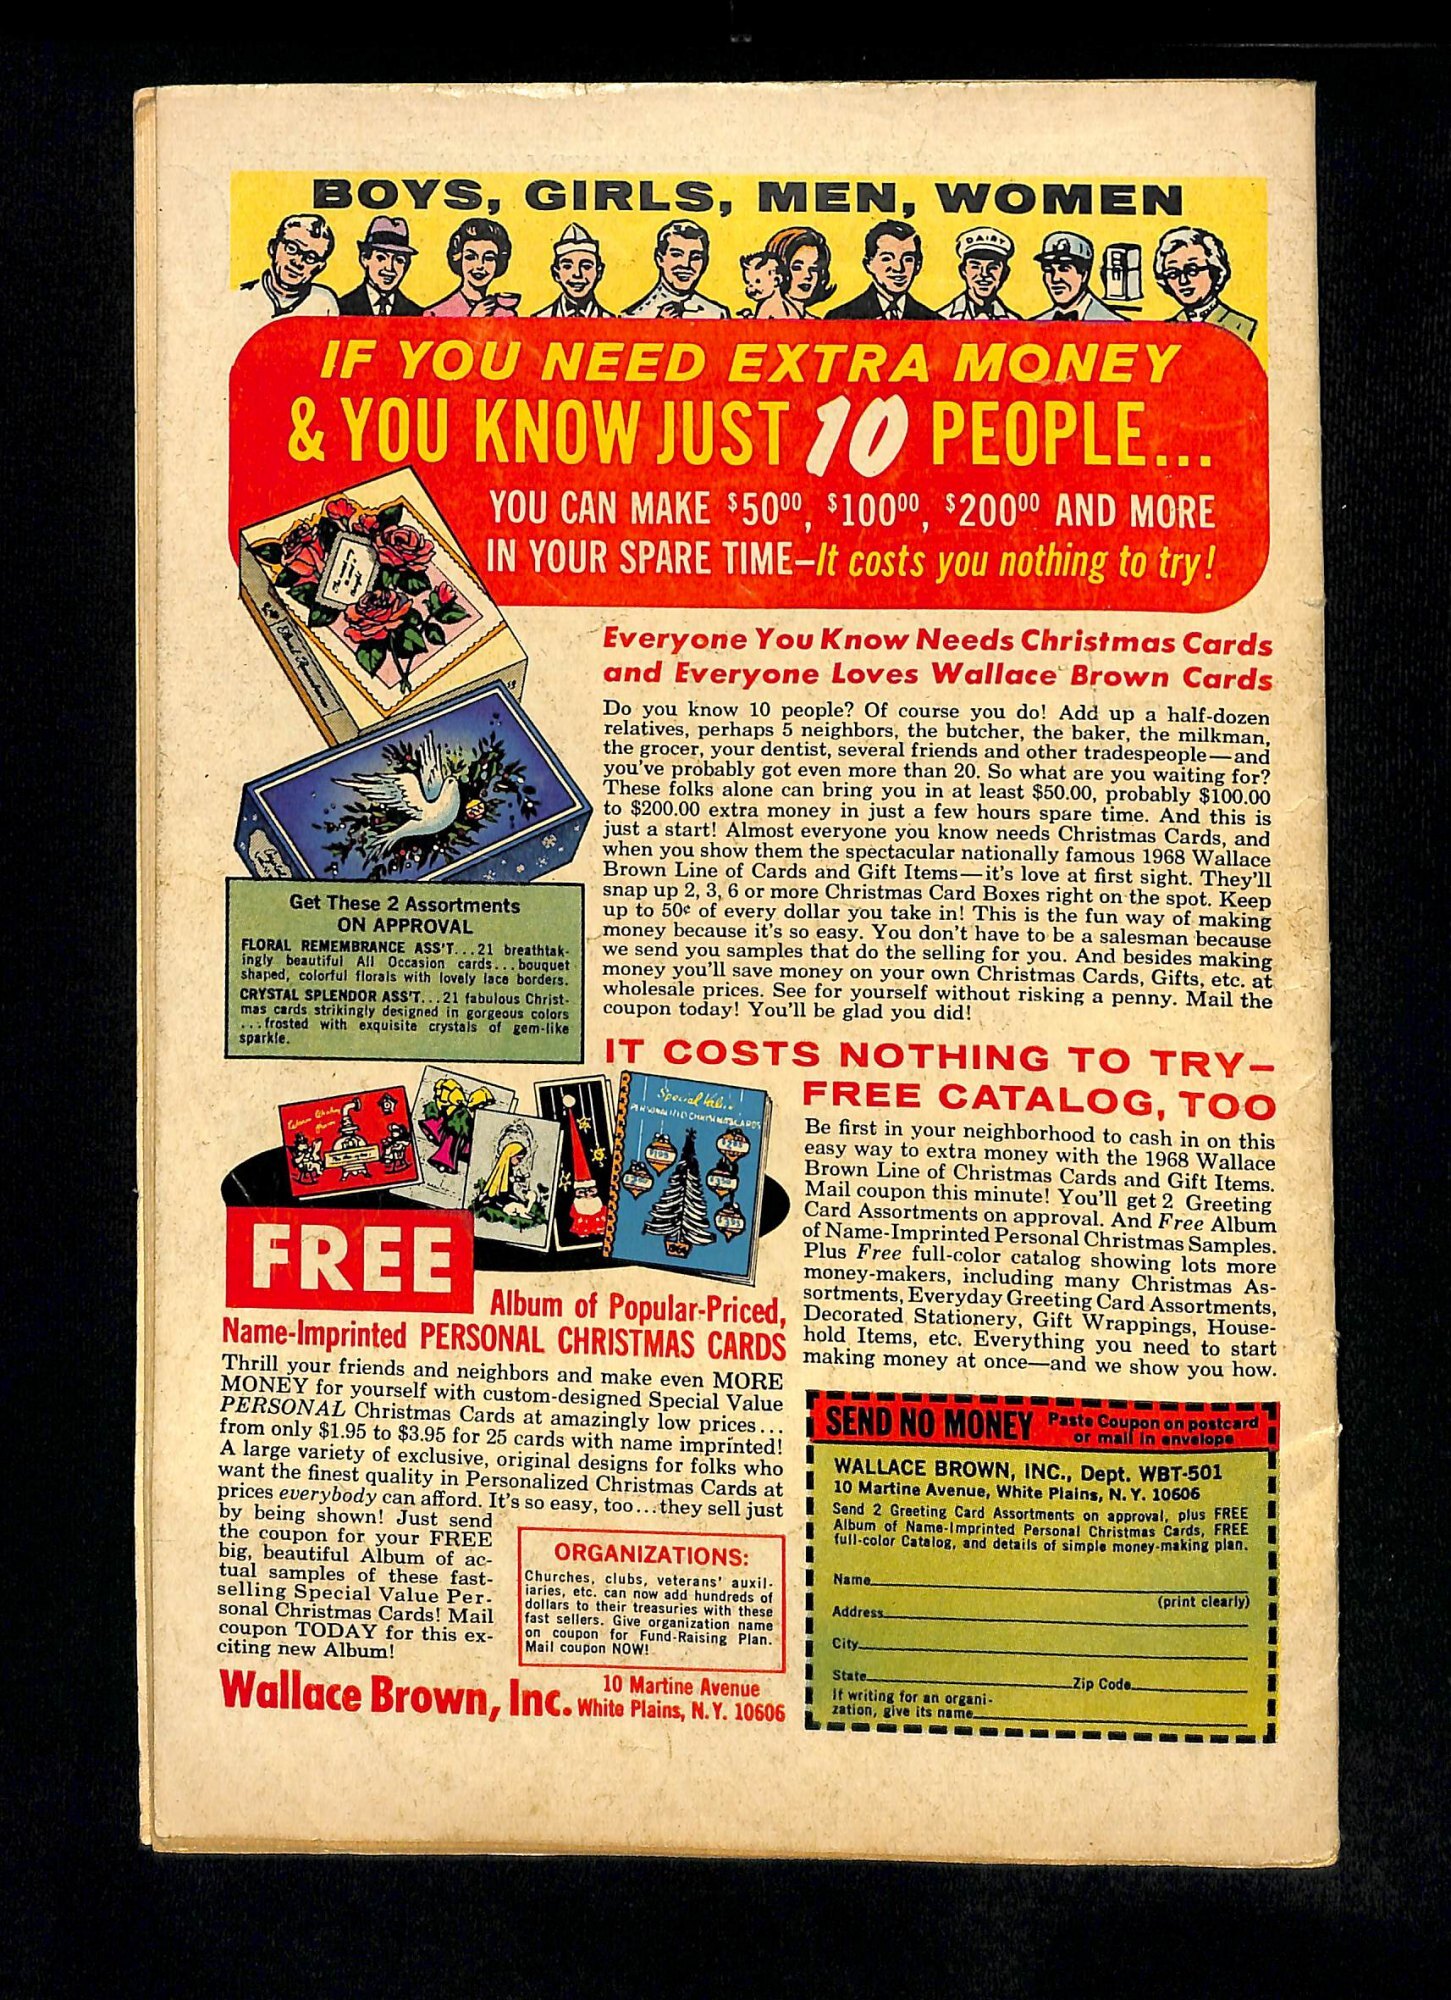 BOYS, GIRLS, MEN, WOMEN
DAIRY
IF YOU NEED EXTRA MONEY
& YOU KNOW JUST 10 PEOPLE...
YOU CAN MAKE $5000, $10000, $20000 AND MORE
IN YOUR SPARE TIME—It costs you nothing to try!
Everyone You Know Needs Christmas Cards
and Everyone Loves Wallace Brown Cards
Do you know 10 people? Of course you do! Add up a half-dozen
relatives, perhaps 5 neighbors, the butcher, the baker, the milkman,
the grocer, your dentist, several friends and other tradespeople—and
you've probably got even more than 20. So what are you waiting for?
These folks alone can bring you in at least $50.00, probably $100.00
to $200.00 extra money in just a few hours spare time. And this is
just a start! Almost everyone you know needs Christmas Cards, and
when you show them the spectacular nationally famous 1968 Wallace
Brown Line of Cards and Gift Items—it's love at first sight. They'll
snap up 2, 3, 6 or more Christmas Card Boxes right on the spot. Keep
up to 50¢ of every dollar you take in! This is the fun way of making
money because it's so easy. You don't have to be a salesman because
we send you samples that do the selling for you. And besides making
money you'll save money on your own Christmas Cards, Gifts, etc. at
wholesale prices. See for yourself without risking a penny. Mail the
coupon today! You'll be glad you did!
Get These 2 Assortments
ON APPROVAL
FLORAL REMEMBRANCE ASS'T...21 breathtak-
ingly beautiful All Occasion cards...bouquet
shaped, colorful florals with lovely lace borders.
CRYSTAL SPLENDOR ASS'T...21 fabulous Christ-
mas cards strikingly designed in gorgeous colors
...frosted with exquisite crystals of gem-like
sparkle.
IT COSTS NOTHING TO TRY—
FREE CATALOG, TOO
Be first in your neighborhood to cash in on this
easy way to extra money with the 1968 Wallace
Brown Line of Christmas Cards and Gift Items.
Mail coupon this minute! You'll get 2 Greeting
Card Assortments on approval. And Free Album
of Name-Imprinted Personal Christmas Samples.
Plus Free full-color catalog showing lots more
money-makers, including many Christmas As-
sortments, Everyday Greeting Card Assortments,
Decorated Stationery, Gift Wrappings, House-
hold Items, etc. Everything you need to start
making money at once—and we show you how.
Special Value
PERSONALIZED CHRISTMAS CARDS
FREE
Album of Popular-Priced,
Name-Imprinted PERSONAL CHRISTMAS CARDS
Thrill your friends and neighbors and make even MORE
MONEY for yourself with custom-designed Special Value
PERSONAL Christmas Cards at amazingly low prices...
from only $1.95 to $3.95 for 25 cards with name imprinted!
A large variety of exclusive, original designs for folks who
want the finest quality in Personalized Christmas Cards at
prices everybody can afford. It's so easy, too...they sell just
by being shown! Just send
the coupon for your FREE
big, beautiful Album of ac-
tual samples of these fast-
selling Special Value Per-
sonal Christmas Cards! Mail
coupon TODAY for this ex-
citing new Album!
ORGANIZATIONS:
Churches, clubs, veterans' auxil-
iaries, etc. can now add hundreds of
dollars to their treasuries with these
fast sellers. Give organization name
on coupon for Fund-Raising Plan.
Mail coupon NOW!
Wallace Brown, Inc. 10 Martine Avenue
White Plains, N.Y. 10606
SEND NO MONEY Paste Coupon on postcard
or mail in envelope
WALLACE BROWN, INC., Dept. WBT-501
10 Martine Avenue, White Plains, N.Y. 10606
Send 2 Greeting Card Assortments on approval, plus FREE
Album of Name-Imprinted Personal Christmas Cards, FREE
full-color Catalog, and details of simple money-making plan.
Name
(print clearly)
Address
City
State Zip Code
If writing for an organi-
zation, give its name